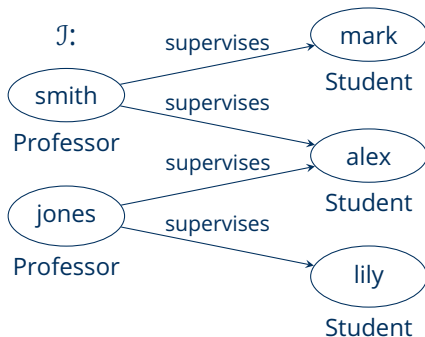 ℐ:
supervises
mark
Student
smith
Professor
supervises
alex
Student
supervises
jones
Professor
supervises
lily
Student